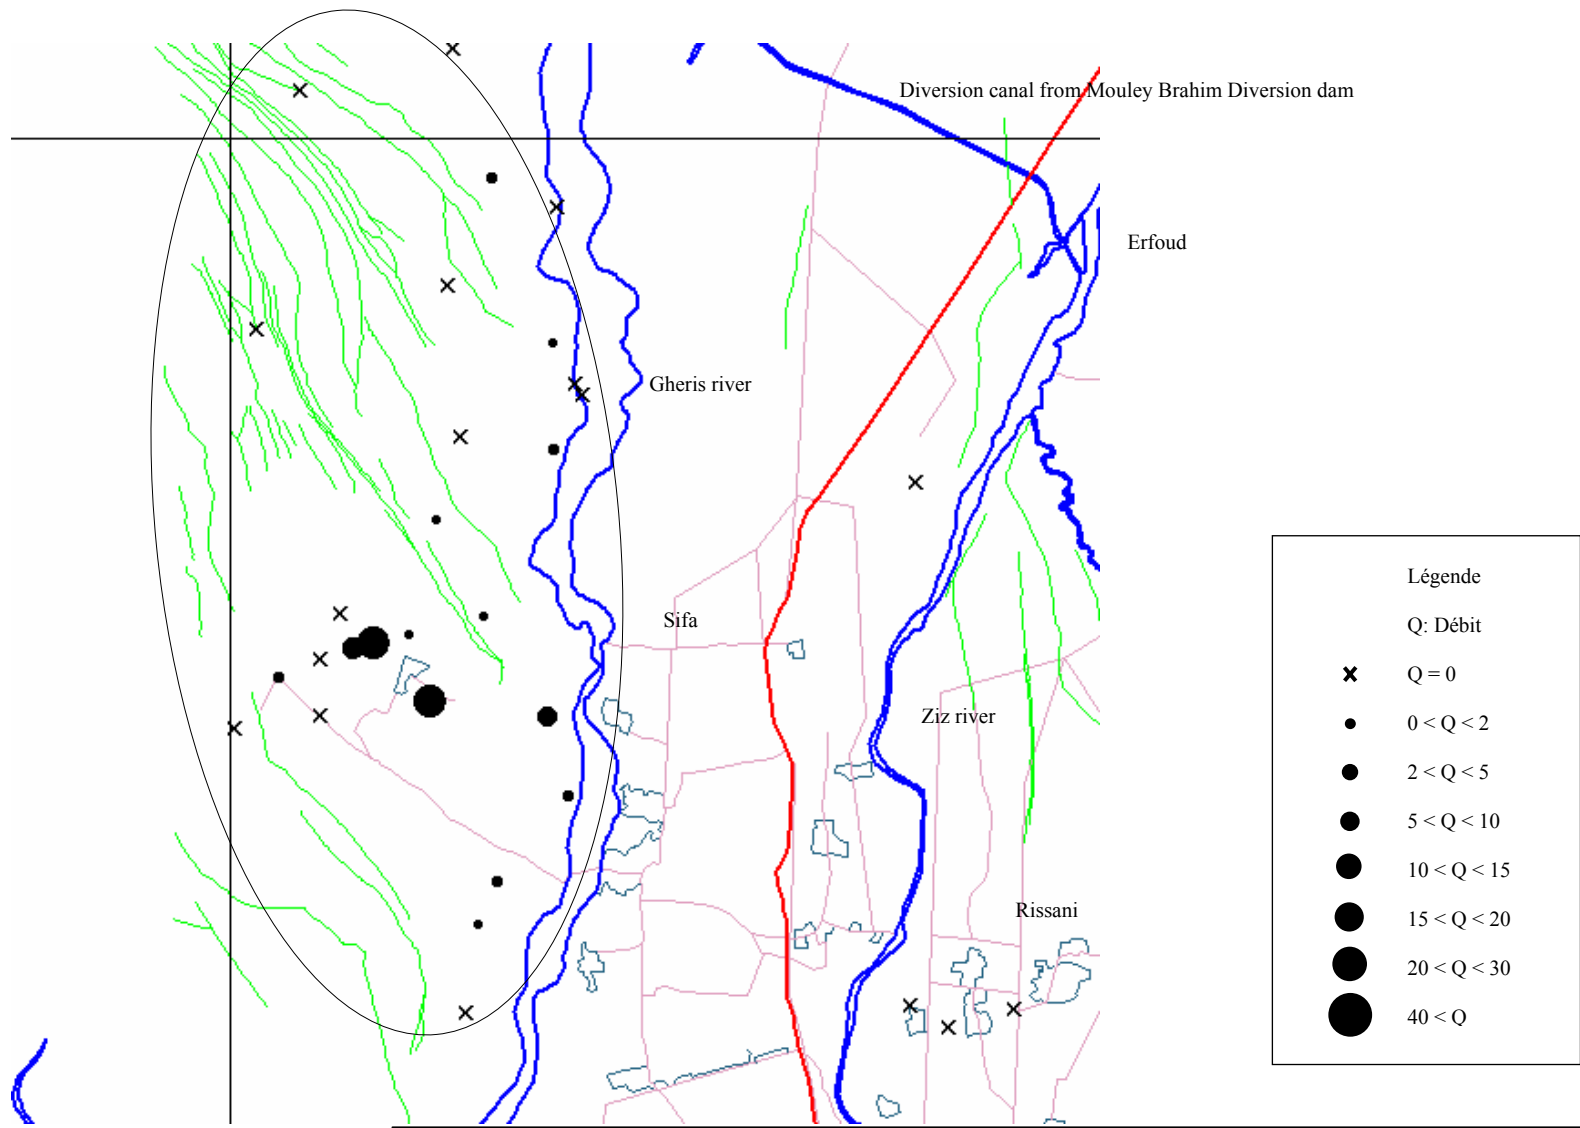 Diversion canal from Mouley Brahim Diversion dam
Erfoud
Gheris river
Sifa
Ziz river
Rissani
Légende
Q: Débit
Q = 0
0 < Q < 2
2 < Q < 5
5 < Q < 10
10 < Q < 15
15 < Q < 20
20 < Q < 30
40 < Q